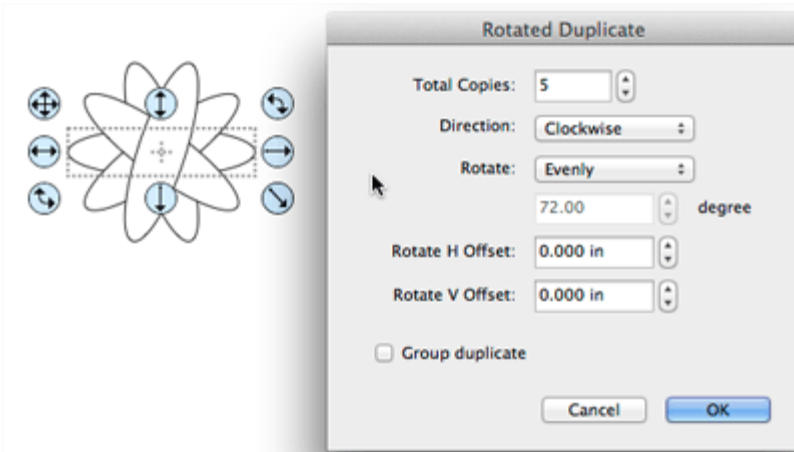 Rotated Duplicate
Total Copies: 5
Direction: Clockwise
Rotate: Evenly
72.00 degree
Rotate H Offset: 0.000 in
Rotate V Offset: 0.000 in
Group duplicate
Cancel OK